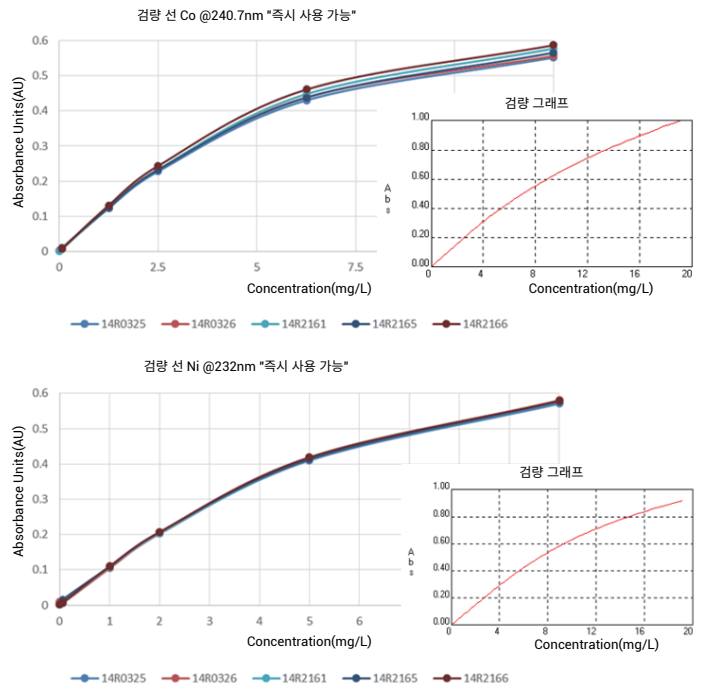 검량 선 Co @240.7nm "즉시 사용 가능"
Absorbance Units(AU)
0.6
0.5
0.4
0.3
0.2
0.1
0
0 2.5 5 7.5
Concentration(mg/L)
검량 그래프
Abs
1.00
0.80
0.60
0.40
0.20
0.00
0 4 8 12 16 20
Concentration(mg/L)
14R0325 14R0326 14R2161 14R2165 14R2166
검량 선 Ni @232nm "즉시 사용 가능"
Absorbance Units(AU)
0.6
0.5
0.4
0.3
0.2
0.1
0
0 1 2 3 4 5 6
Concentration(mg/L)
검량 그래프
Abs
1.00
0.80
0.60
0.40
0.20
0.00
0 4 8 12 16 20
Concentration(mg/L)
14R0325 14R0326 14R2161 14R2165 14R2166